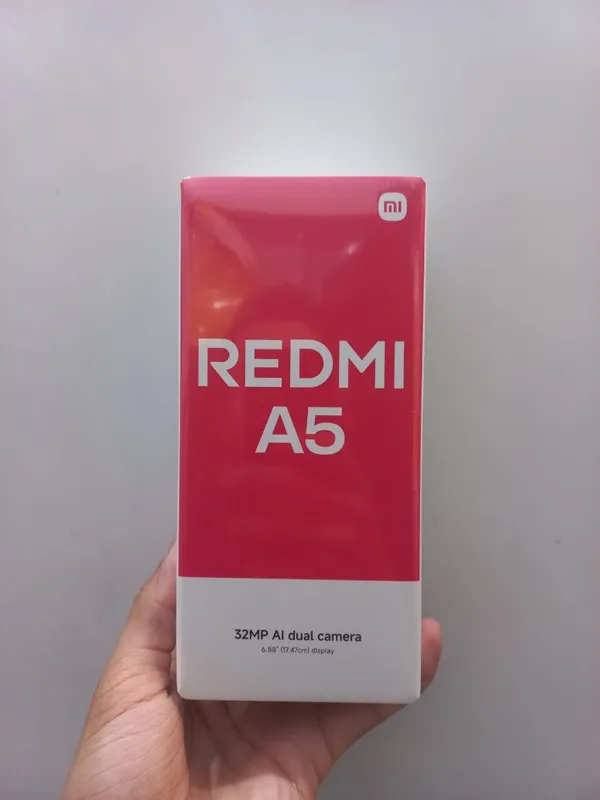 mi
REDMI
A5
32MP AI dual camera
6.88" (17.47cm) display